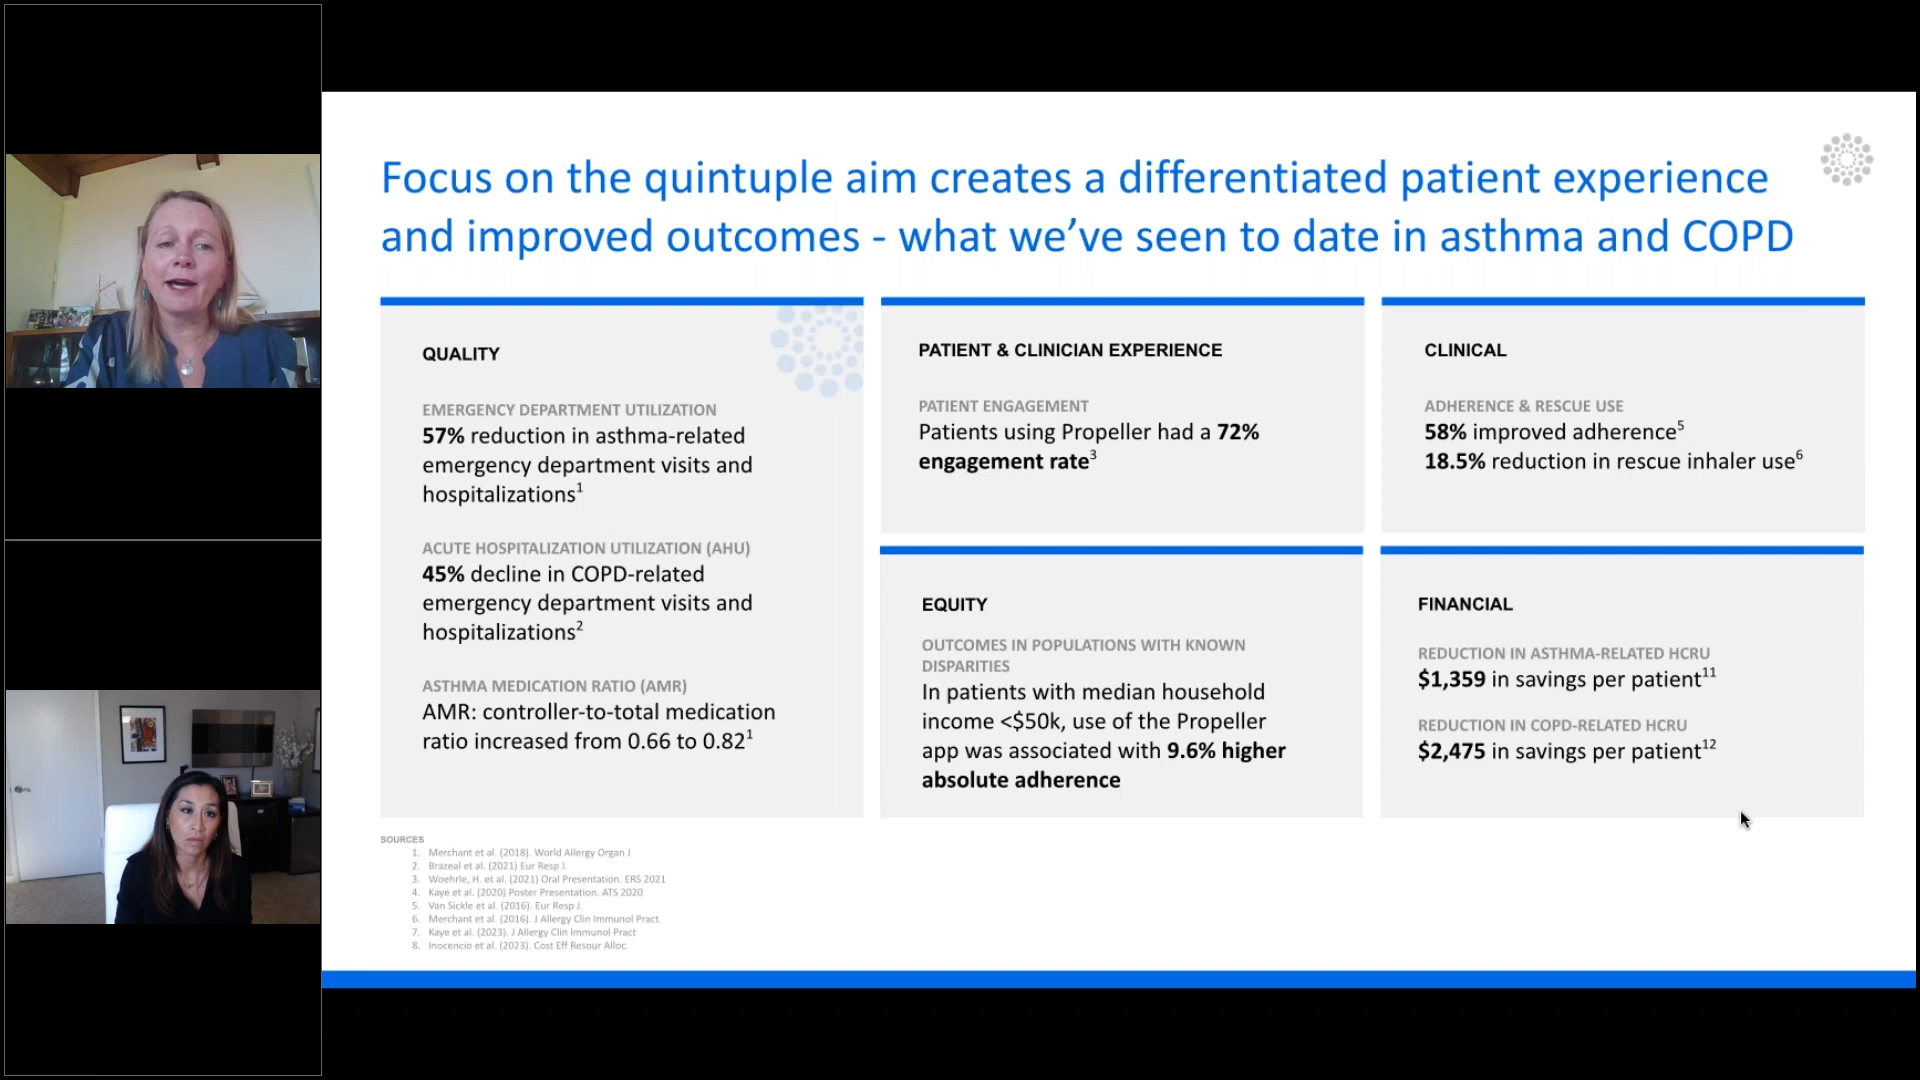 Focus on the quintuple aim creates a differentiated patient experience
and improved outcomes - what we’ve seen to date in asthma and COPD
QUALITY
EMERGENCY DEPARTMENT UTILIZATION
57% reduction in asthma-related
emergency department visits and
hospitalizations1
ACUTE HOSPITALIZATION UTILIZATION (AHU)
45% decline in COPD-related
emergency department visits and
hospitalizations2
ASTHMA MEDICATION RATIO (AMR)
AMR: controller-to-total medication
ratio increased from 0.66 to 0.821
PATIENT & CLINICIAN EXPERIENCE
PATIENT ENGAGEMENT
Patients using Propeller had a 72%
engagement rate3
CLINICAL
ADHERENCE & RESCUE USE
58% improved adherence5
18.5% reduction in rescue inhaler use6
EQUITY
OUTCOMES IN POPULATIONS WITH KNOWN
DISPARITIES
In patients with median household
income <$50k, use of the Propeller
app was associated with 9.6% higher
absolute adherence
FINANCIAL
REDUCTION IN ASTHMA-RELATED HCRU
$1,359 in savings per patient11
REDUCTION IN COPD-RELATED HCRU
$2,475 in savings per patient12
SOURCES
1. Merchant et al. (2018). World Allergy Organ J
2. Brazeal et al. (2021) Eur Resp J.
3. Woehrle, H. et al. (2021) Oral Presentation. ERS 2021
4. Kaye et al. (2020) Poster Presentation. ATS 2020
5. Van Sickle et al. (2016). Eur Resp J.
6. Merchant et al. (2016). J Allergy Clin Immunol Pract.
7. Kaye et al. (2023). J Allergy Clin Immunol Pract
8. Inocencio et al. (2023). Cost Eff Resour Alloc.